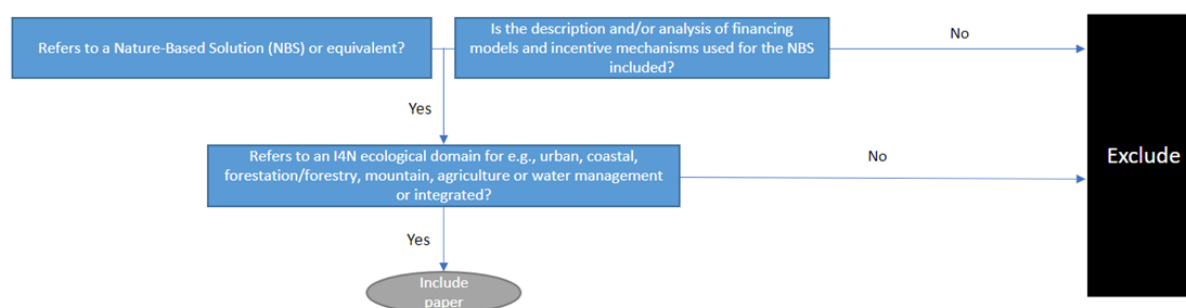 Refers to a Nature-Based Solution (NBS) or equivalent?
Is the description and/or analysis of financing
models and incentive mechanisms used for the NBS
included?
No
Yes
Refers to an I4N ecological domain for e.g., urban, coastal,
forestation/forestry, mountain, agriculture or water management
or integrated?
No
Exclude
Yes
Include
paper